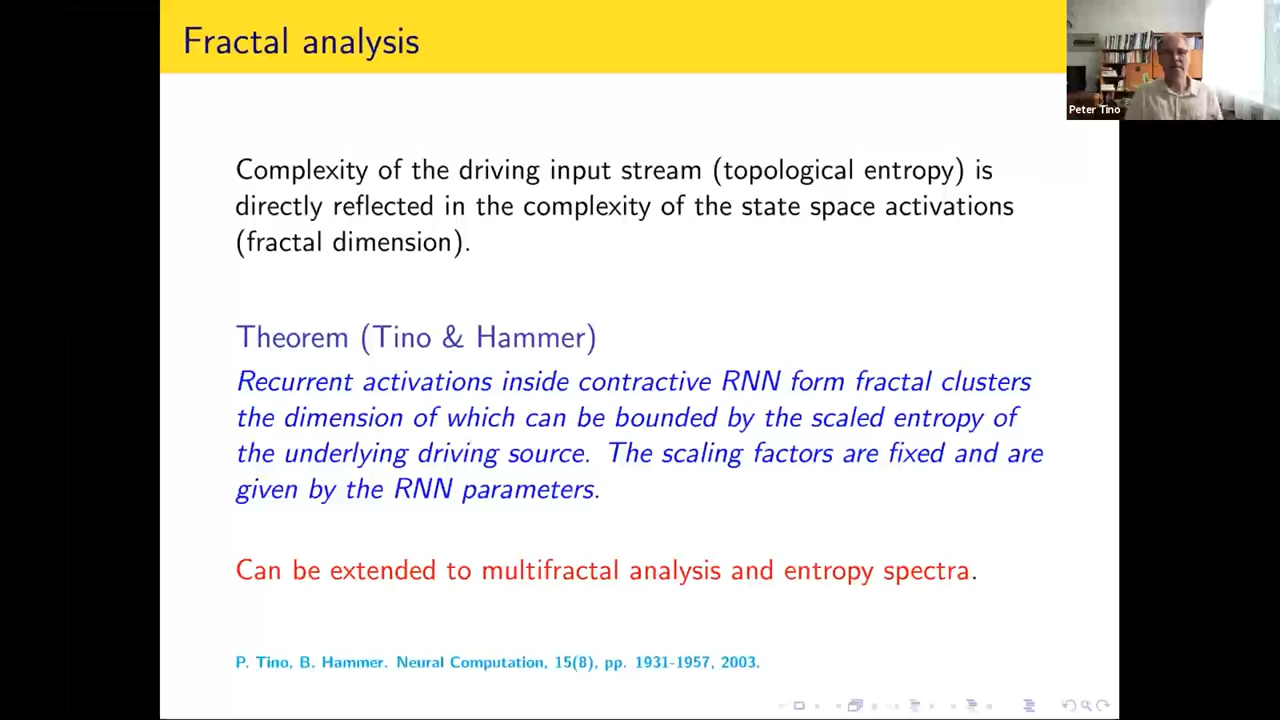 Fractal analysis
Peter Tino
Complexity of the driving input stream (topological entropy) is
directly reflected in the complexity of the state space activations
(fractal dimension).
Theorem (Tino & Hammer)
Recurrent activations inside contractive RNN form fractal clusters
the dimension of which can be bounded by the scaled entropy of
the underlying driving source. The scaling factors are fixed and are
given by the RNN parameters.
Can be extended to multifractal analysis and entropy spectra.
P. Tino, B. Hammer. Neural Computation, 15(8), pp. 1931-1957, 2003.